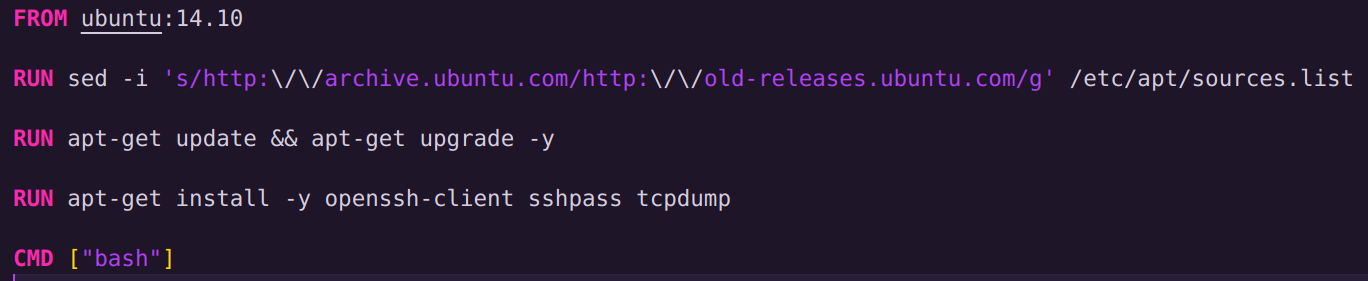 FROM ubuntu:14.10
RUN sed -i 's/http:\/\/archive.ubuntu.com/http:\/\/old-releases.ubuntu.com/g' /etc/apt/sources.list
RUN apt-get update && apt-get upgrade -y
RUN apt-get install -y openssh-client sshpass tcpdump
CMD ["bash"]